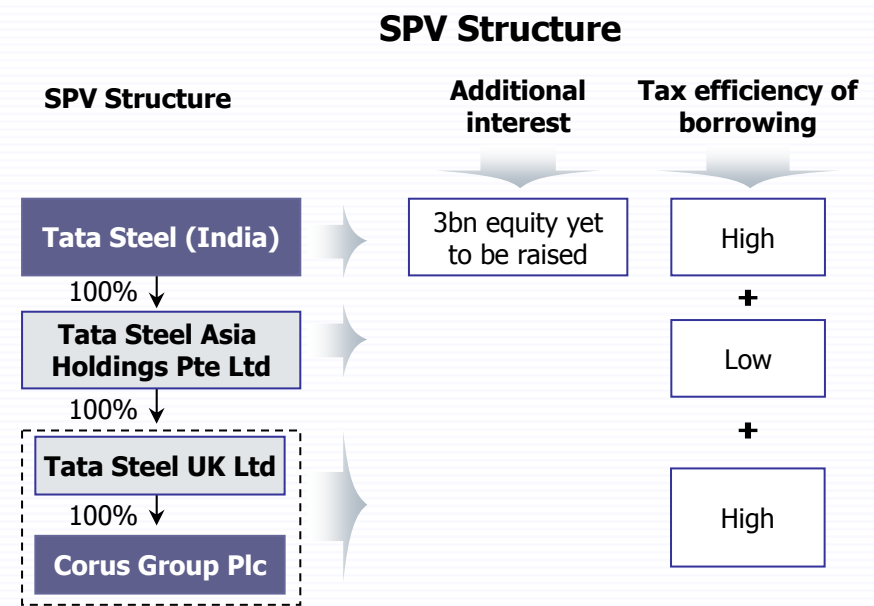 SPV Structure
SPV Structure
Additional
interest
Tax efficiency of
borrowing
Tata Steel (India)
3bn equity yet
to be raised
High
100%
+
Tata Steel Asia
Holdings Pte Ltd
Low
100%
+
Tata Steel UK Ltd
100%
High
Corus Group Plc